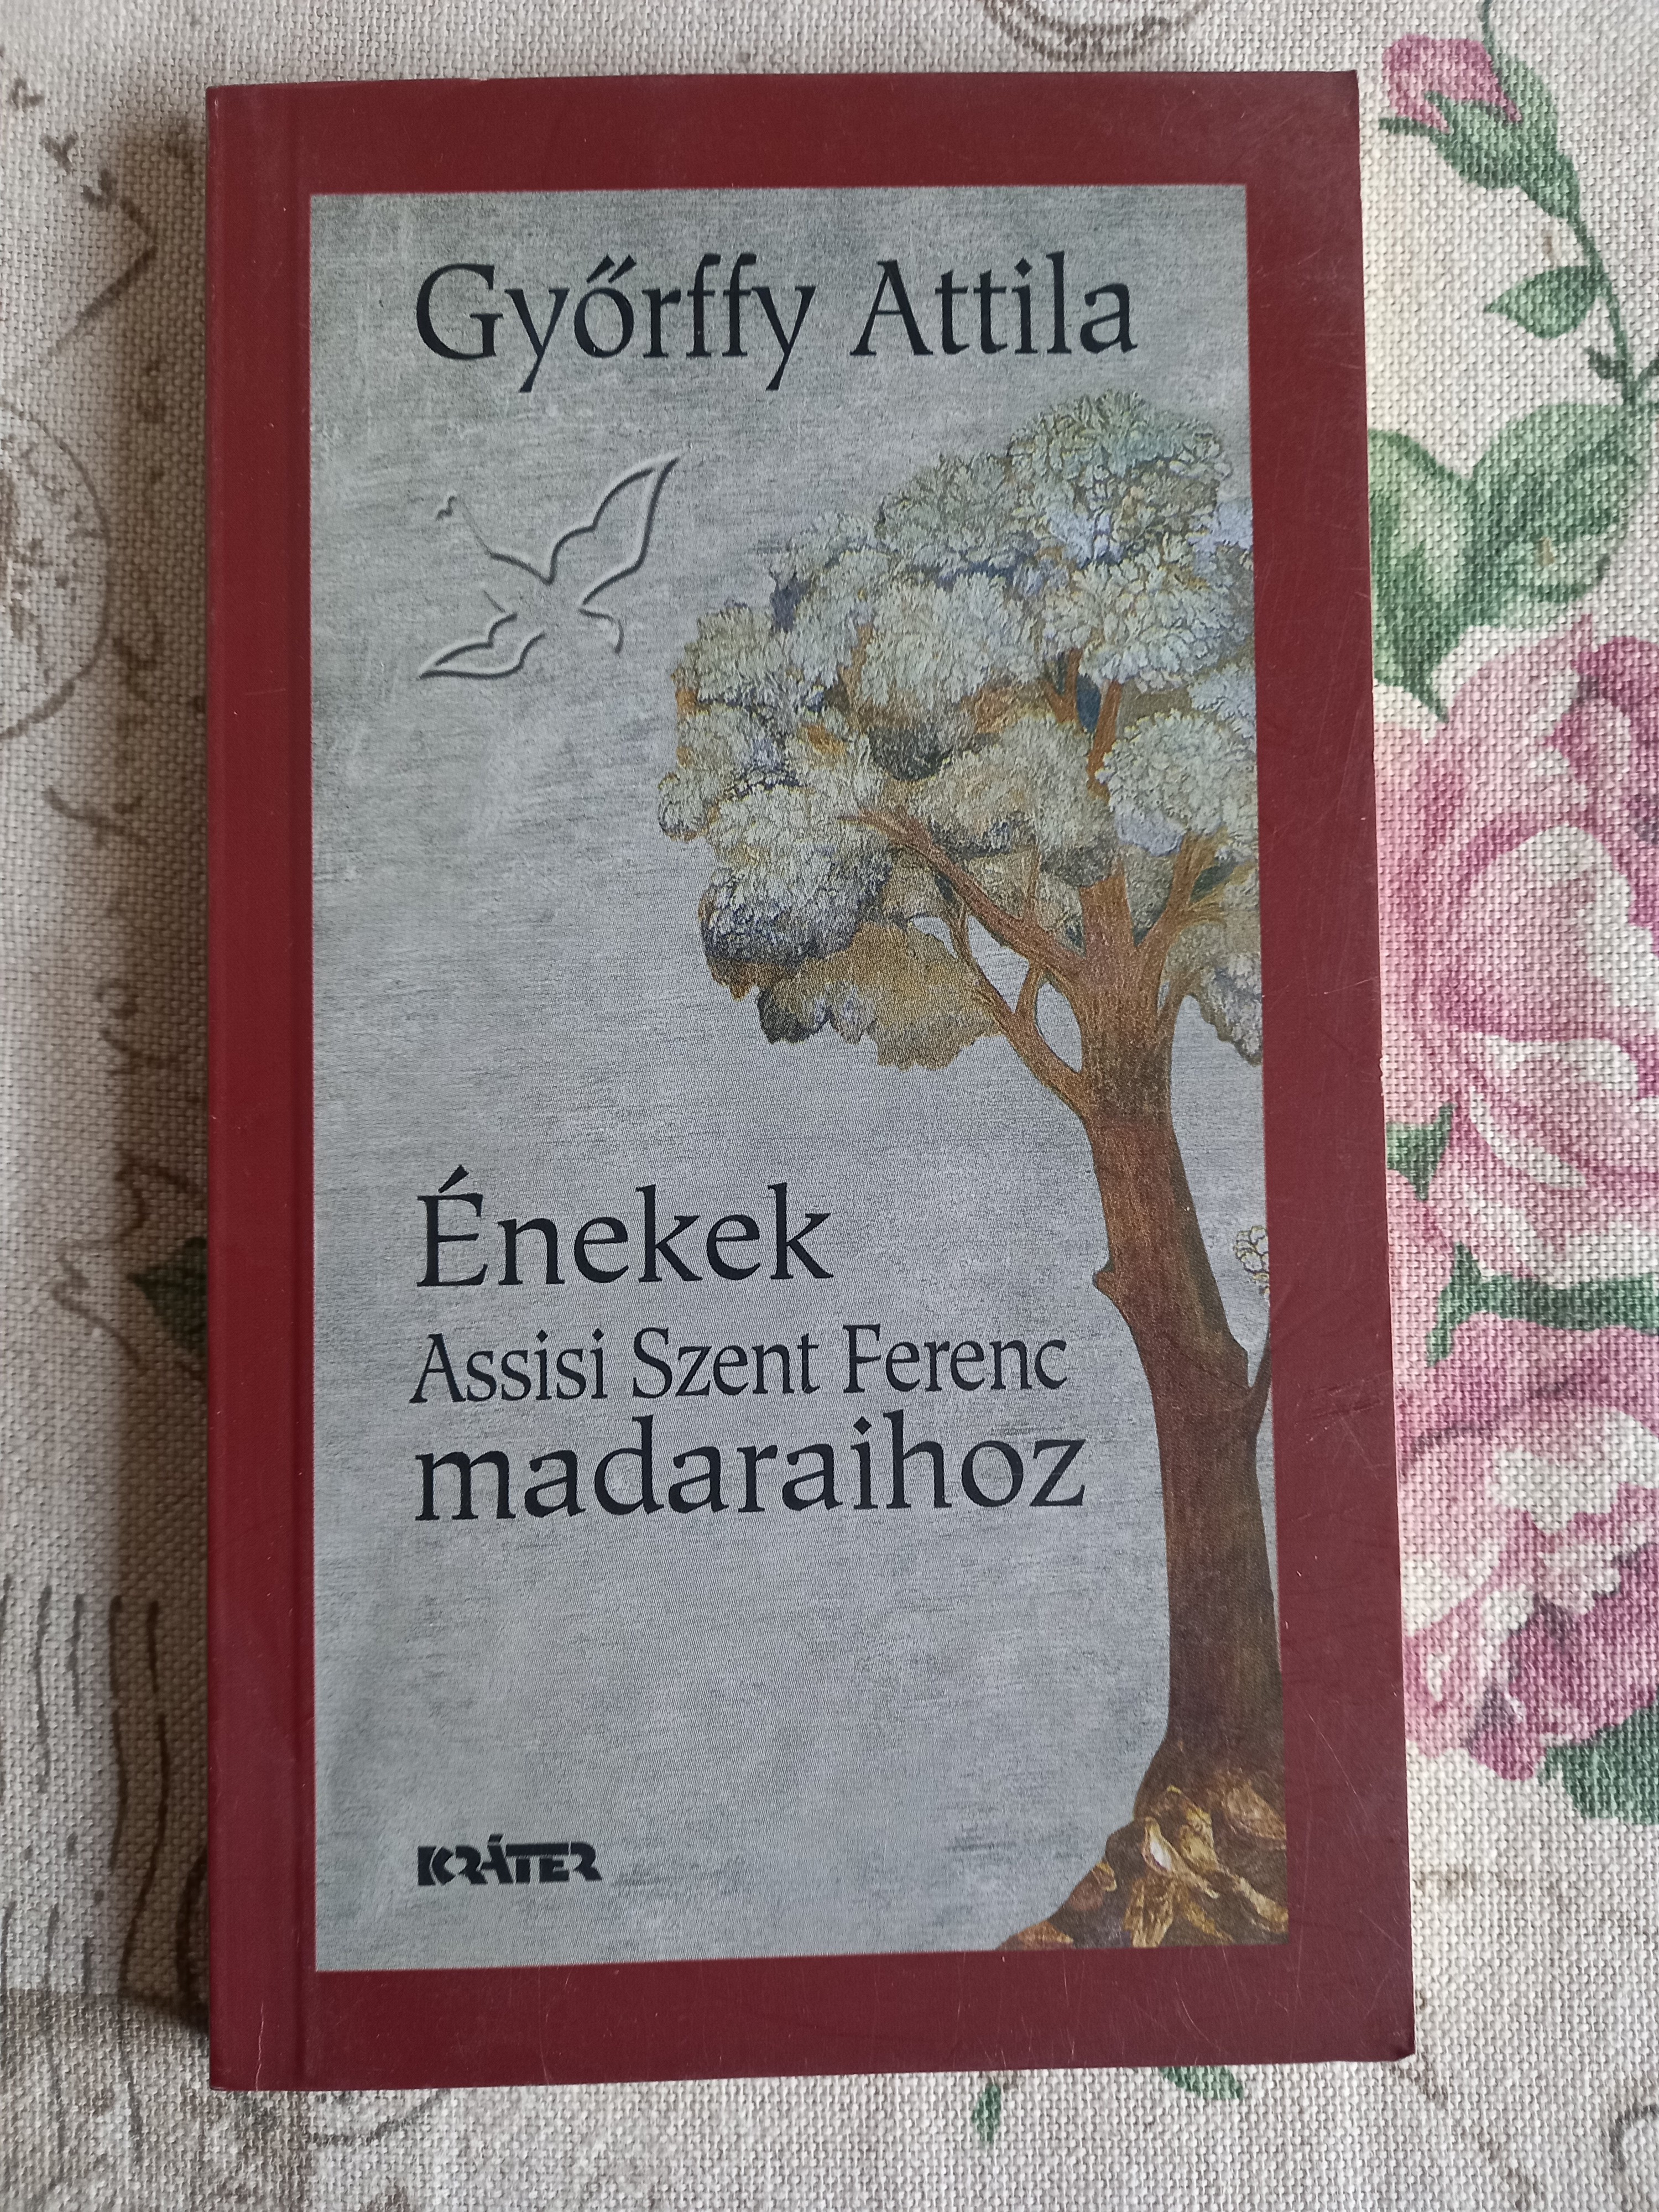 Győrffy Attila
Énekek
Assisi Szent Ferenc
madaraihoz
KRÁTER